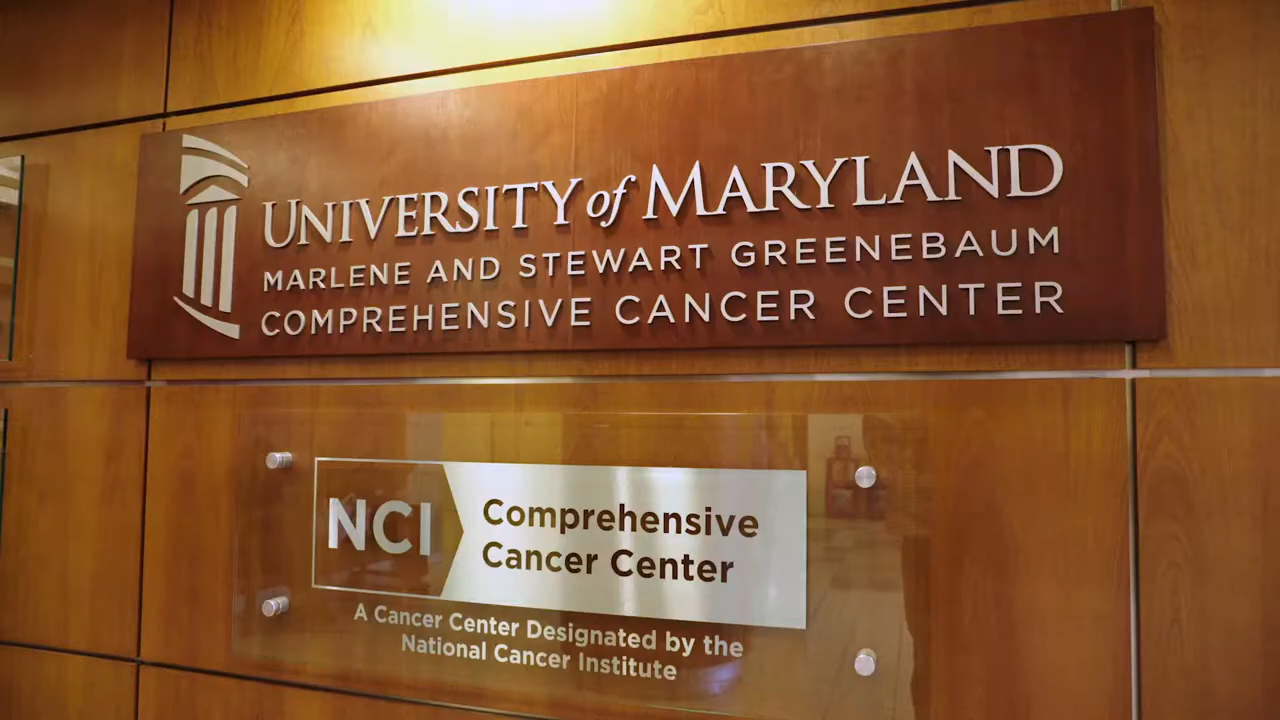 UNIVERSITY of MARYLAND
MARLENE AND STEWART GREENEBAUM
COMPREHENSIVE CANCER CENTER
NCI
Comprehensive
Cancer Center
A Cancer Center Designated by the
National Cancer Institute